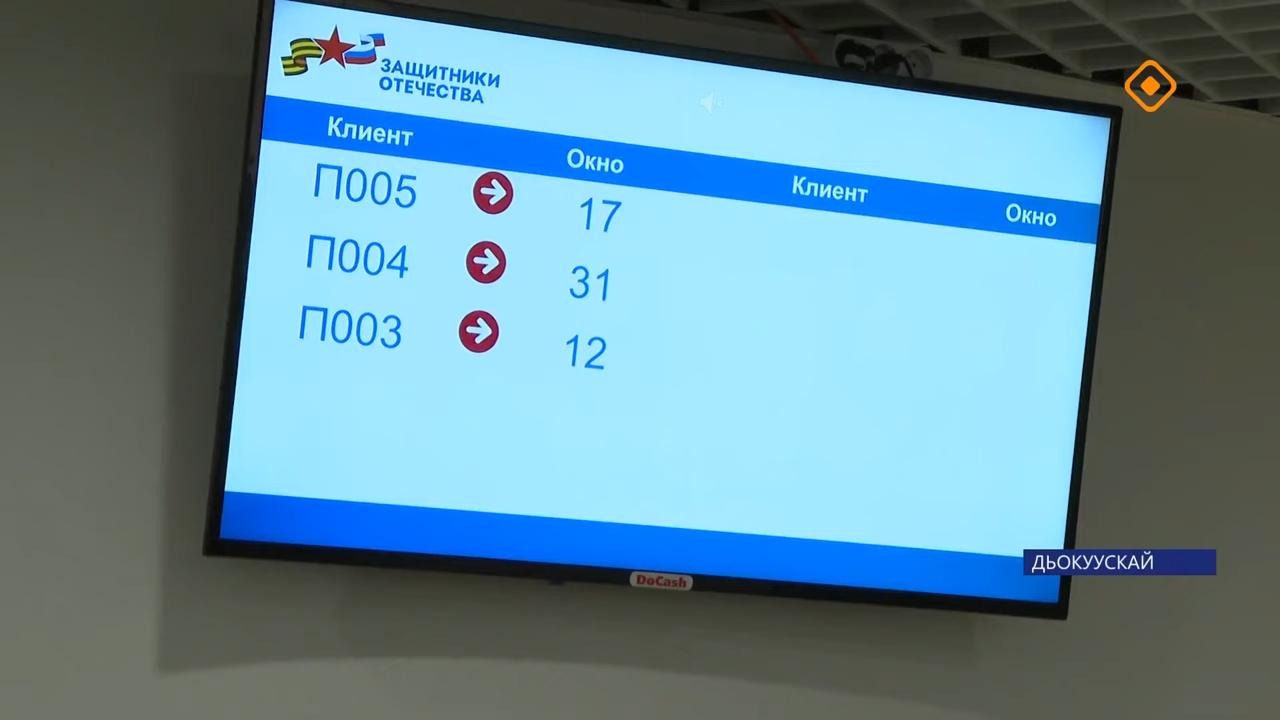 ЗАЩИТНИКИ
ОТЕЧЕСТВА
Клиент Окно Клиент Окно
П005 17
П004 31
П003 12
DoCash
ДЬОКУУСКАЙ